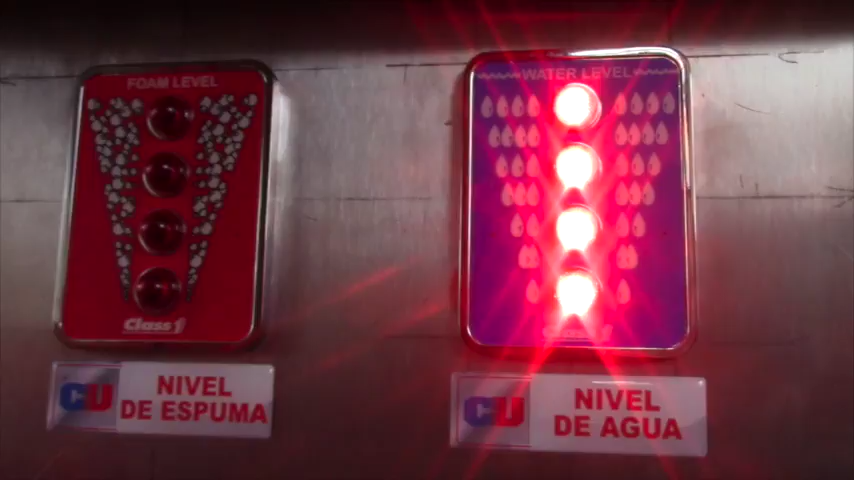 FOAM LEVEL
Class 1
CU
NIVEL
DE ESPUMA
WATER LEVEL
CU
NIVEL
DE AGUA